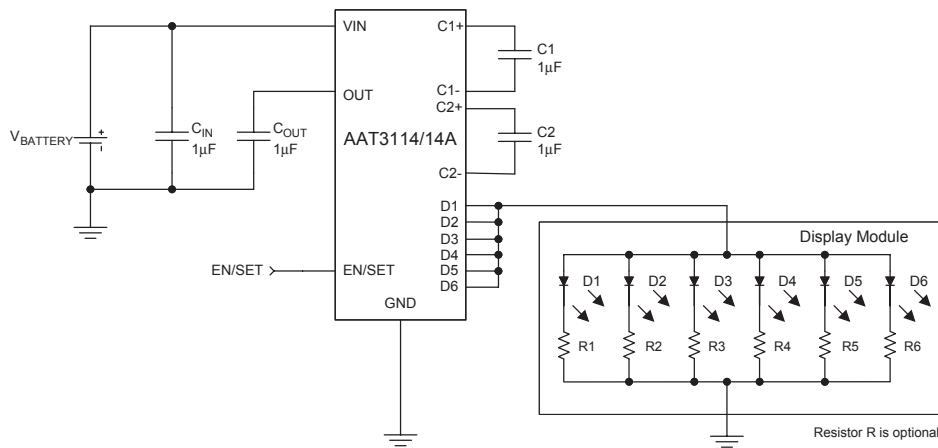 VIN
C1+
C1
1µF
C1-
OUT
C2+
C2
1µF
C2-
AAT3114/14A
V_BATTERY
+
-
C_IN
1µF
C_OUT
1µF
D1
D2
D3
D4
D5
D6
EN/SET
EN/SET
GND
Display Module
D1
D2
D3
D4
D5
D6
R1
R2
R3
R4
R5
R6
Resistor R is optional